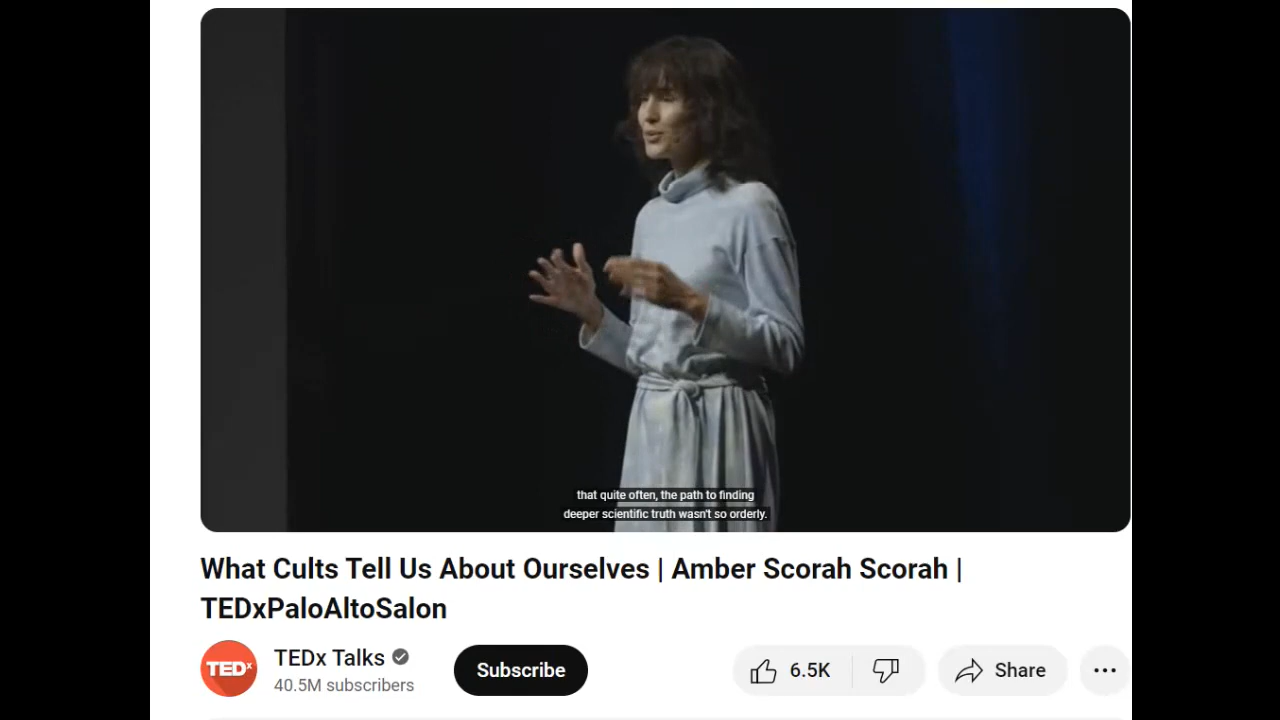 that quite often, the path to finding
deeper scientific truth wasn't so orderly.
What Cults Tell Us About Ourselves | Amber Scorah Scorah |
TEDxPaloAltoSalon
TEDx
TEDx Talks
40.5M subscribers
Subscribe
6.5K
Share